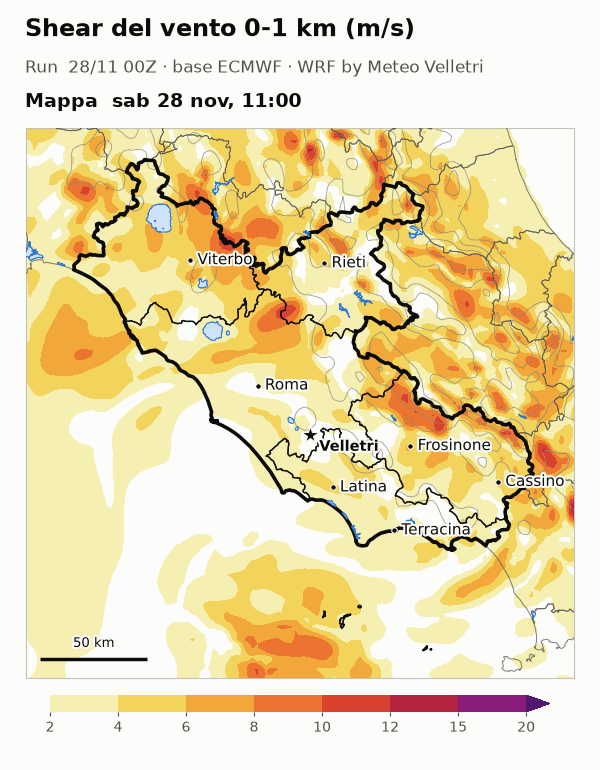 Shear del vento 0-1 km (m/s)
Run  28/11 00Z · base ECMWF · WRF by Meteo Velletri
Mappa  sab 28 nov, 11:00
Viterbo
Rieti
Roma
Velletri
Frosinone
Cassino
Latina
Terracina
50 km
2 4 6 8 10 12 15 20